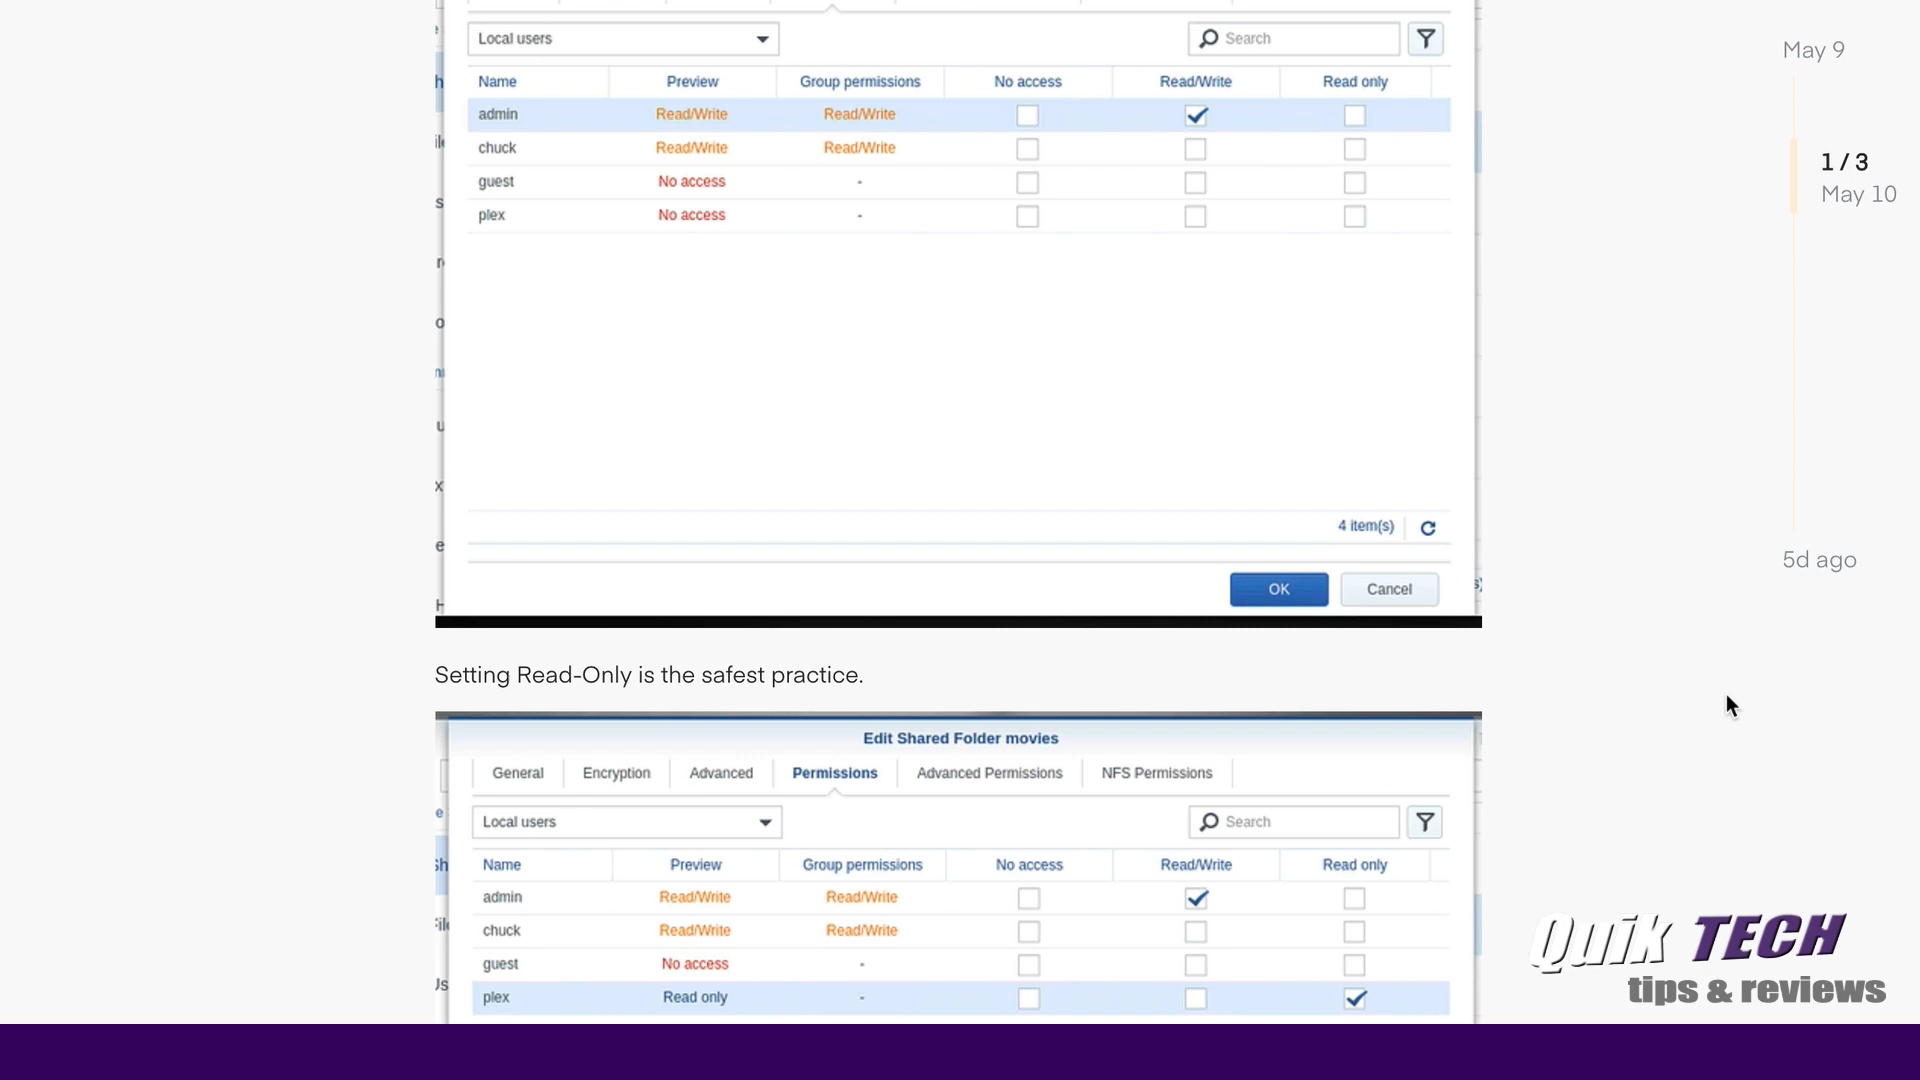 Local users
Search
Name Preview Group permissions No access Read/Write Read only
admin Read/Write Read/Write
chuck Read/Write Read/Write
guest No access -
plex No access -
4 item(s)
OK Cancel
Setting Read-Only is the safest practice.
Edit Shared Folder movies
General Encryption Advanced Permissions Advanced Permissions NFS Permissions
Local users
Search
Name Preview Group permissions No access Read/Write Read only
admin Read/Write Read/Write
chuck Read/Write Read/Write
guest No access -
plex Read only -
May 9
1 / 3
May 10
5d ago
Quik TECH
tips & reviews